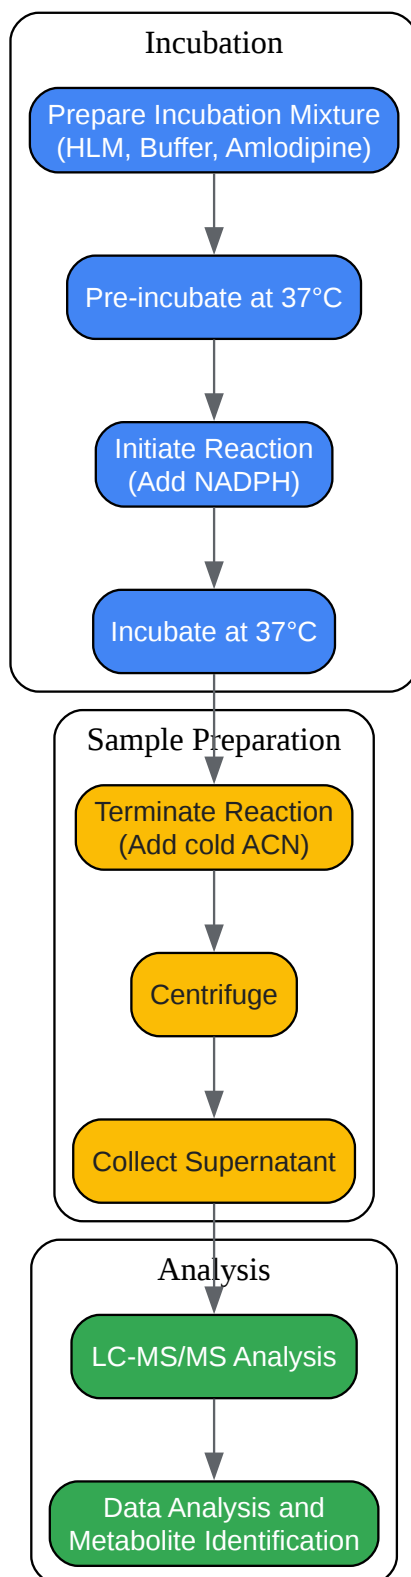 Incubation
Prepare Incubation Mixture
(HLM, Buffer, Amlodipine)
Pre-incubate at 37°C
Initiate Reaction
(Add NADPH)
Incubate at 37°C
Sample Preparation
Terminate Reaction
(Add cold ACN)
Centrifuge
Collect Supernatant
Analysis
LC-MS/MS Analysis
Data Analysis and
Metabolite Identification